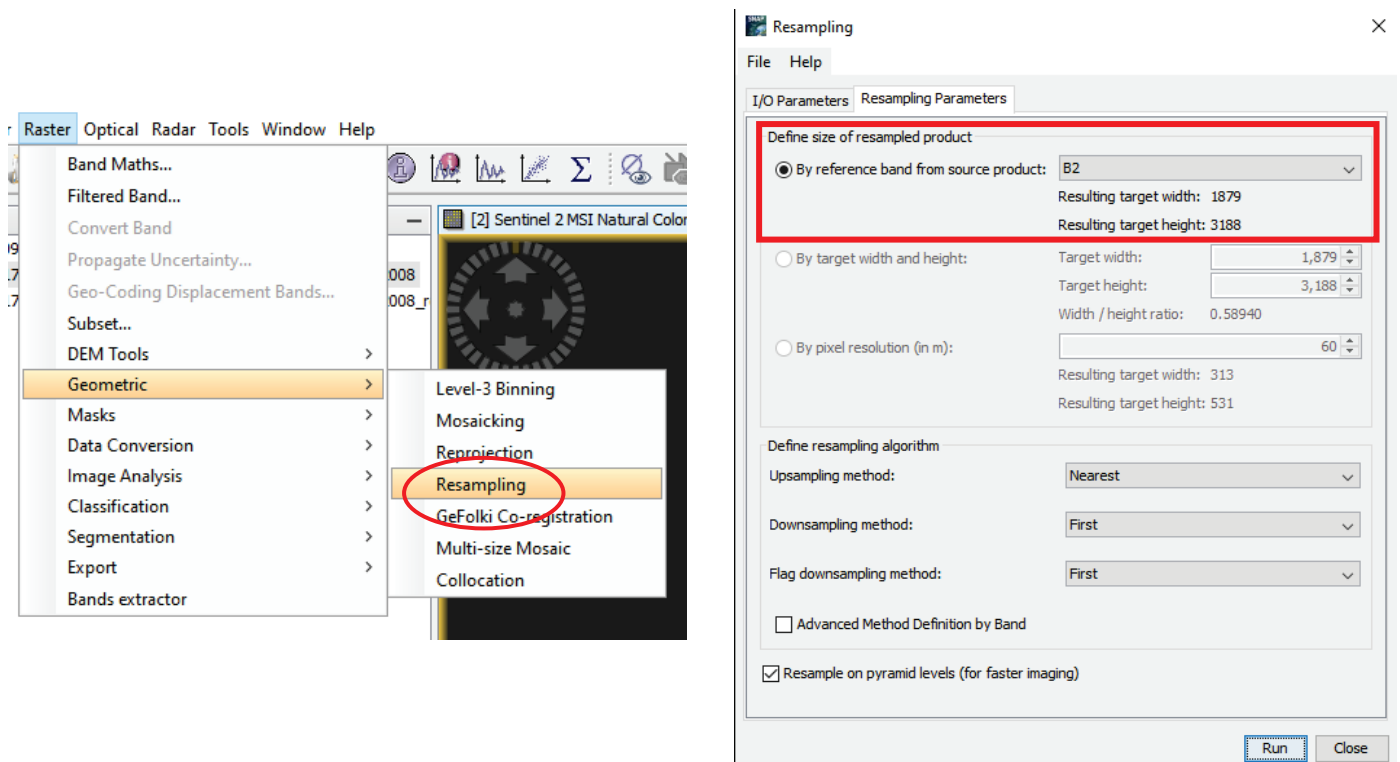 r Raster Optical Radar Tools Window Help
Band Maths...
Filtered Band...
Convert Band
Propagate Uncertainty...
Geo-Coding Displacement Bands...
Subset...
DEM Tools
Geometric
Masks
Data Conversion
Image Analysis
Classification
Segmentation
Export
Bands extractor
[2] Sentinel 2 MSI Natural Color
2008
2008_r
Level-3 Binning
Mosaicking
Reprojection
Resampling
GeFolki Co-registration
Multi-size Mosaic
Collocation
SNAP
Resampling
File Help
I/O Parameters Resampling Parameters
Define size of resampled product
By reference band from source product: B2
Resulting target width: 1879
Resulting target height: 3188
By target width and height: Target width: 1,879
Target height: 3,188
Width / height ratio: 0.58940
By pixel resolution (in m): 60
Resulting target width: 313
Resulting target height: 531
Define resampling algorithm
Upsampling method: Nearest
Downsampling method: First
Flag downsampling method: First
Advanced Method Definition by Band
Resample on pyramid levels (for faster imaging)
Run Close